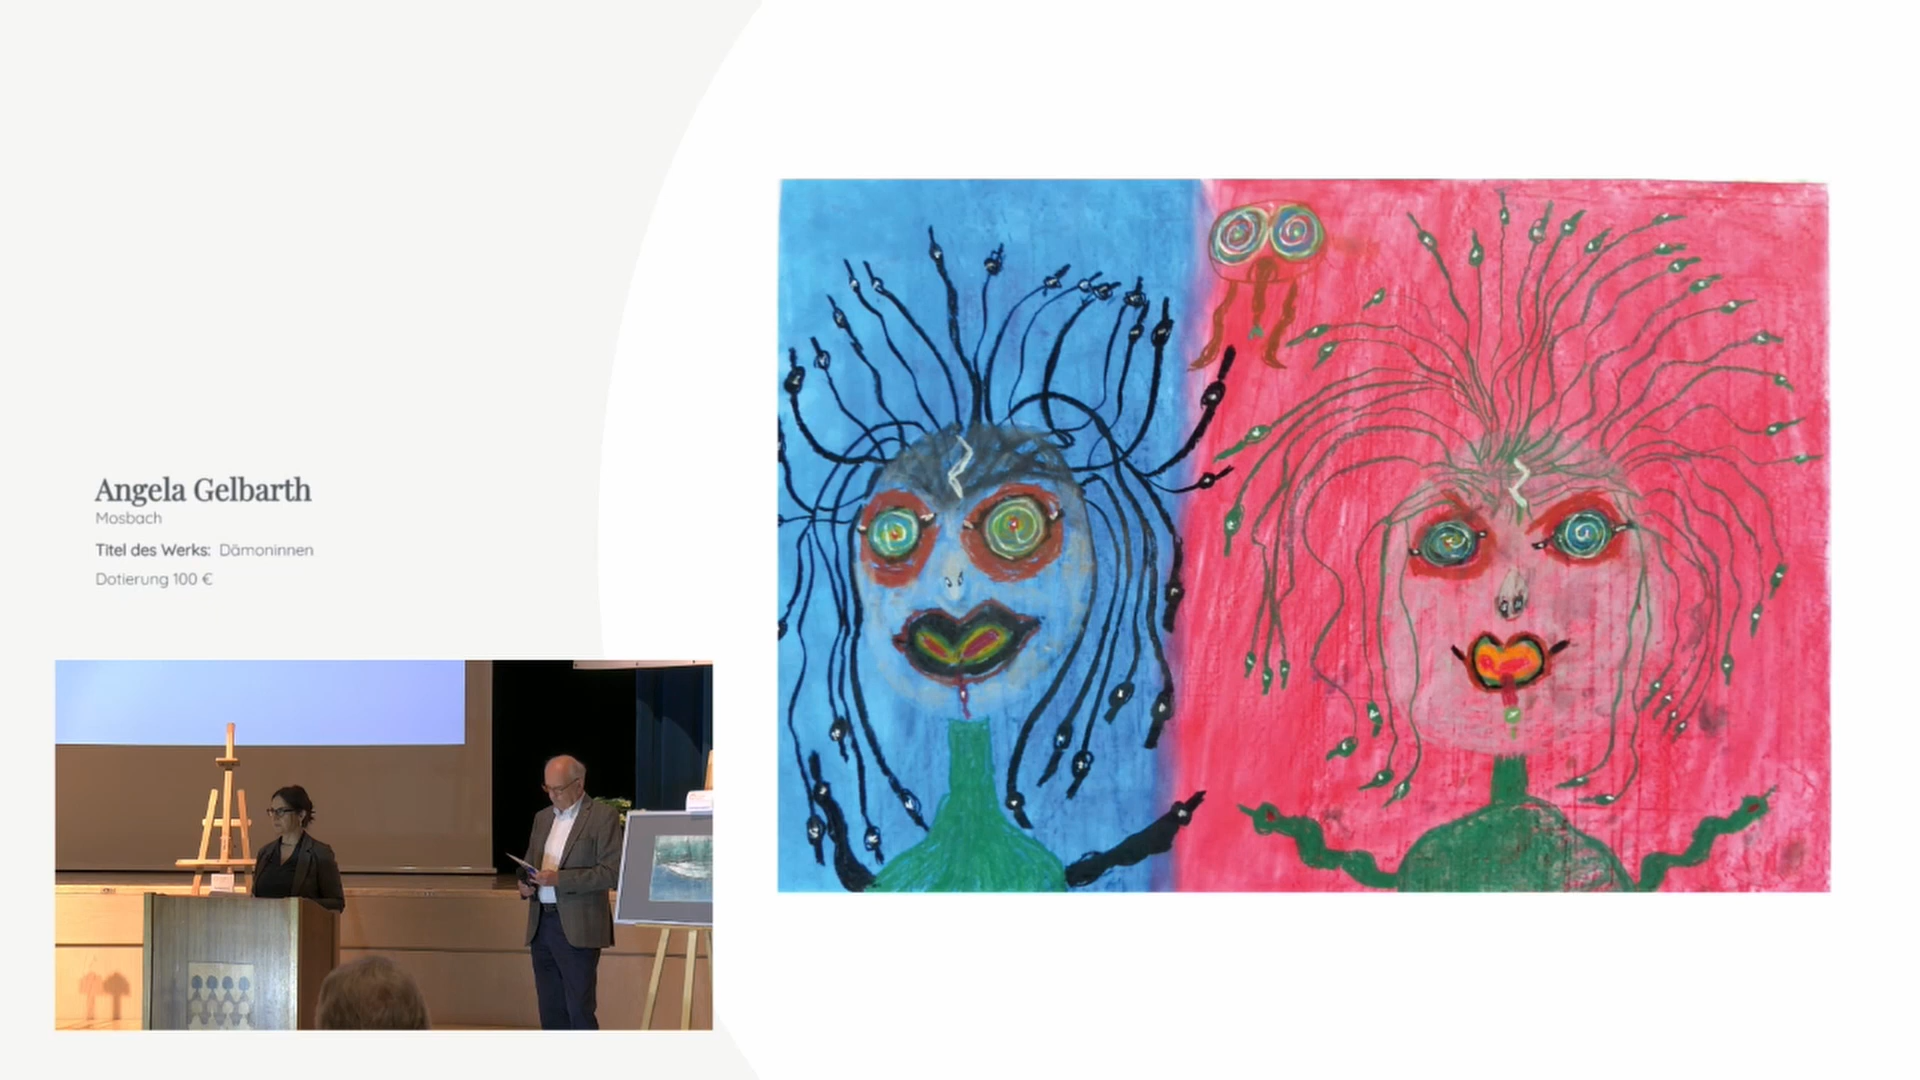 Angela Gelbarth
Mosbach
Titel des Werks: Dämoninnen
Dotierung 100 €